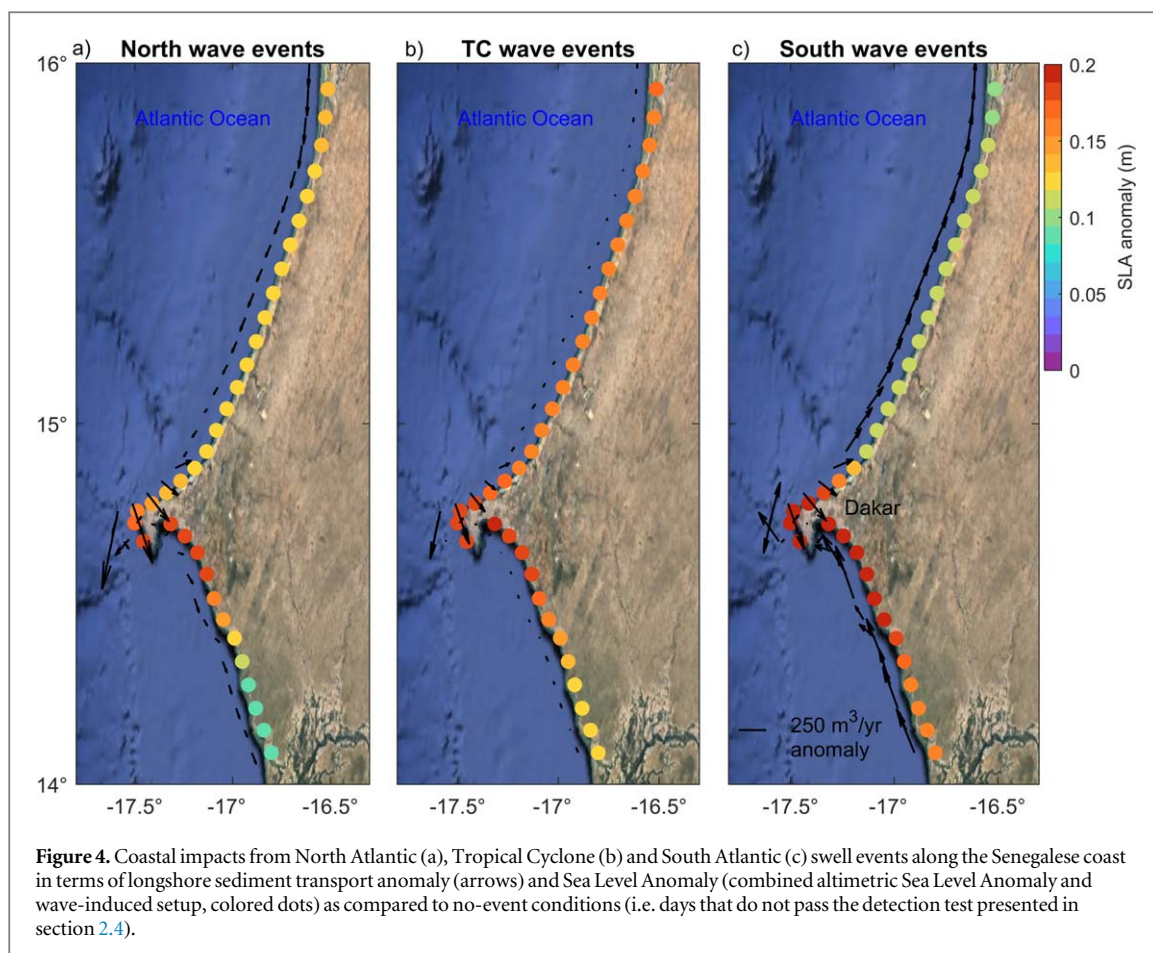 a) North wave events
b) TC wave events
c) South wave events
16°
15°
14°
Atlantic Ocean
Atlantic Ocean
Atlantic Ocean
Dakar
250 m³/yr
anomaly
-17.5° -17° -16.5°
-17.5° -17° -16.5°
-17.5° -17° -16.5°
0.2
0.15
0.1
0.05
0
SLA anomaly (m)
Figure 4. Coastal impacts from North Atlantic (a), Tropical Cyclone (b) and South Atlantic (c) swell events along the Senegalese coast
in terms of longshore sediment transport anomaly (arrows) and Sea Level Anomaly (combined altimetric Sea Level Anomaly and
wave-induced setup, colored dots) as compared to no-event conditions (i.e. days that do not pass the detection test presented in
section 2.4).